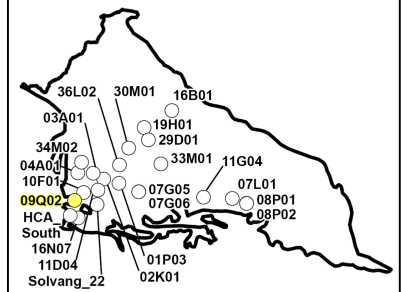 36L02
30M01
16B01
03A01
19H01
29D01
34M02
33M01
11G04
04A01
10F01
07L01
07G05
07G06
08P01
08P02
09Q02
HCA_
South
16N07
11D04
Solvang_22
01P03
02K01